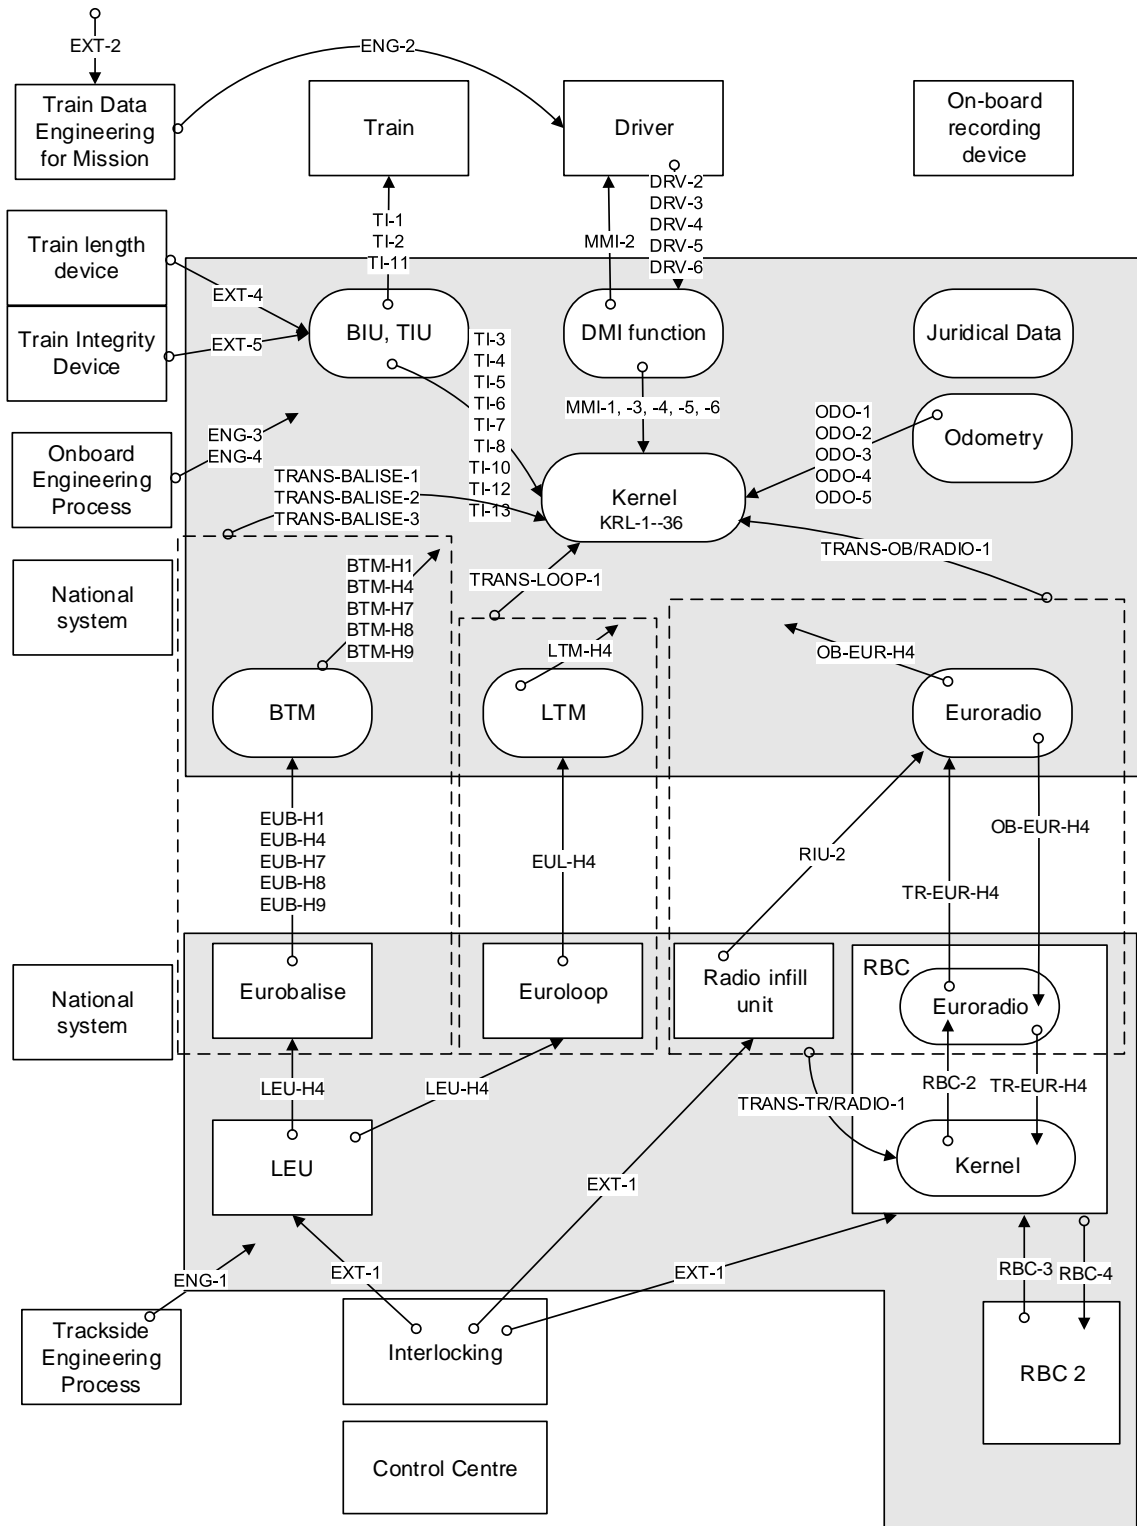 EXT-2
ENG-2
Train Data
Engineering
for Mission
Train
Driver
On-board
recording
device
DRV-2
DRV-3
DRV-4
DRV-5
DRV-6
TI-1
TI-2
TI-11
MMI-2
Train length
device
EXT-4
Train Integrity
Device
EXT-5
BIU, TIU
DMI function
Juridical Data
TI-3
TI-4
TI-5
TI-6
TI-7
TI-8
TI-10
TI-12
TI-13
MMI-1, -3, -4, -5, -6
ODO-1
ODO-2
ODO-3
ODO-4
ODO-5
Odometry
Onboard
Engineering
Process
ENG-3
ENG-4
TRANS-BALISE-1
TRANS-BALISE-2
TRANS-BALISE-3
Kernel
KRL-1--36
TRANS-OB/RADIO-1
National
system
BTM-H1
BTM-H4
BTM-H7
BTM-H8
BTM-H9
TRANS-LOOP-1
LTM-H4
OB-EUR-H4
BTM
LTM
Euroradio
EUB-H1
EUB-H4
EUB-H7
EUB-H8
EUB-H9
EUL-H4
RIU-2
OB-EUR-H4
TR-EUR-H4
National
system
Eurobalise
Euroloop
Radio infill
unit
RBC
Euroradio
LEU-H4
LEU-H4
RBC-2
TR-EUR-H4
TRANS-TR/RADIO-1
LEU
Kernel
EXT-1
EXT-1
EXT-1
ENG-1
RBC-3
RBC-4
Trackside
Engineering
Process
Interlocking
RBC 2
Control Centre